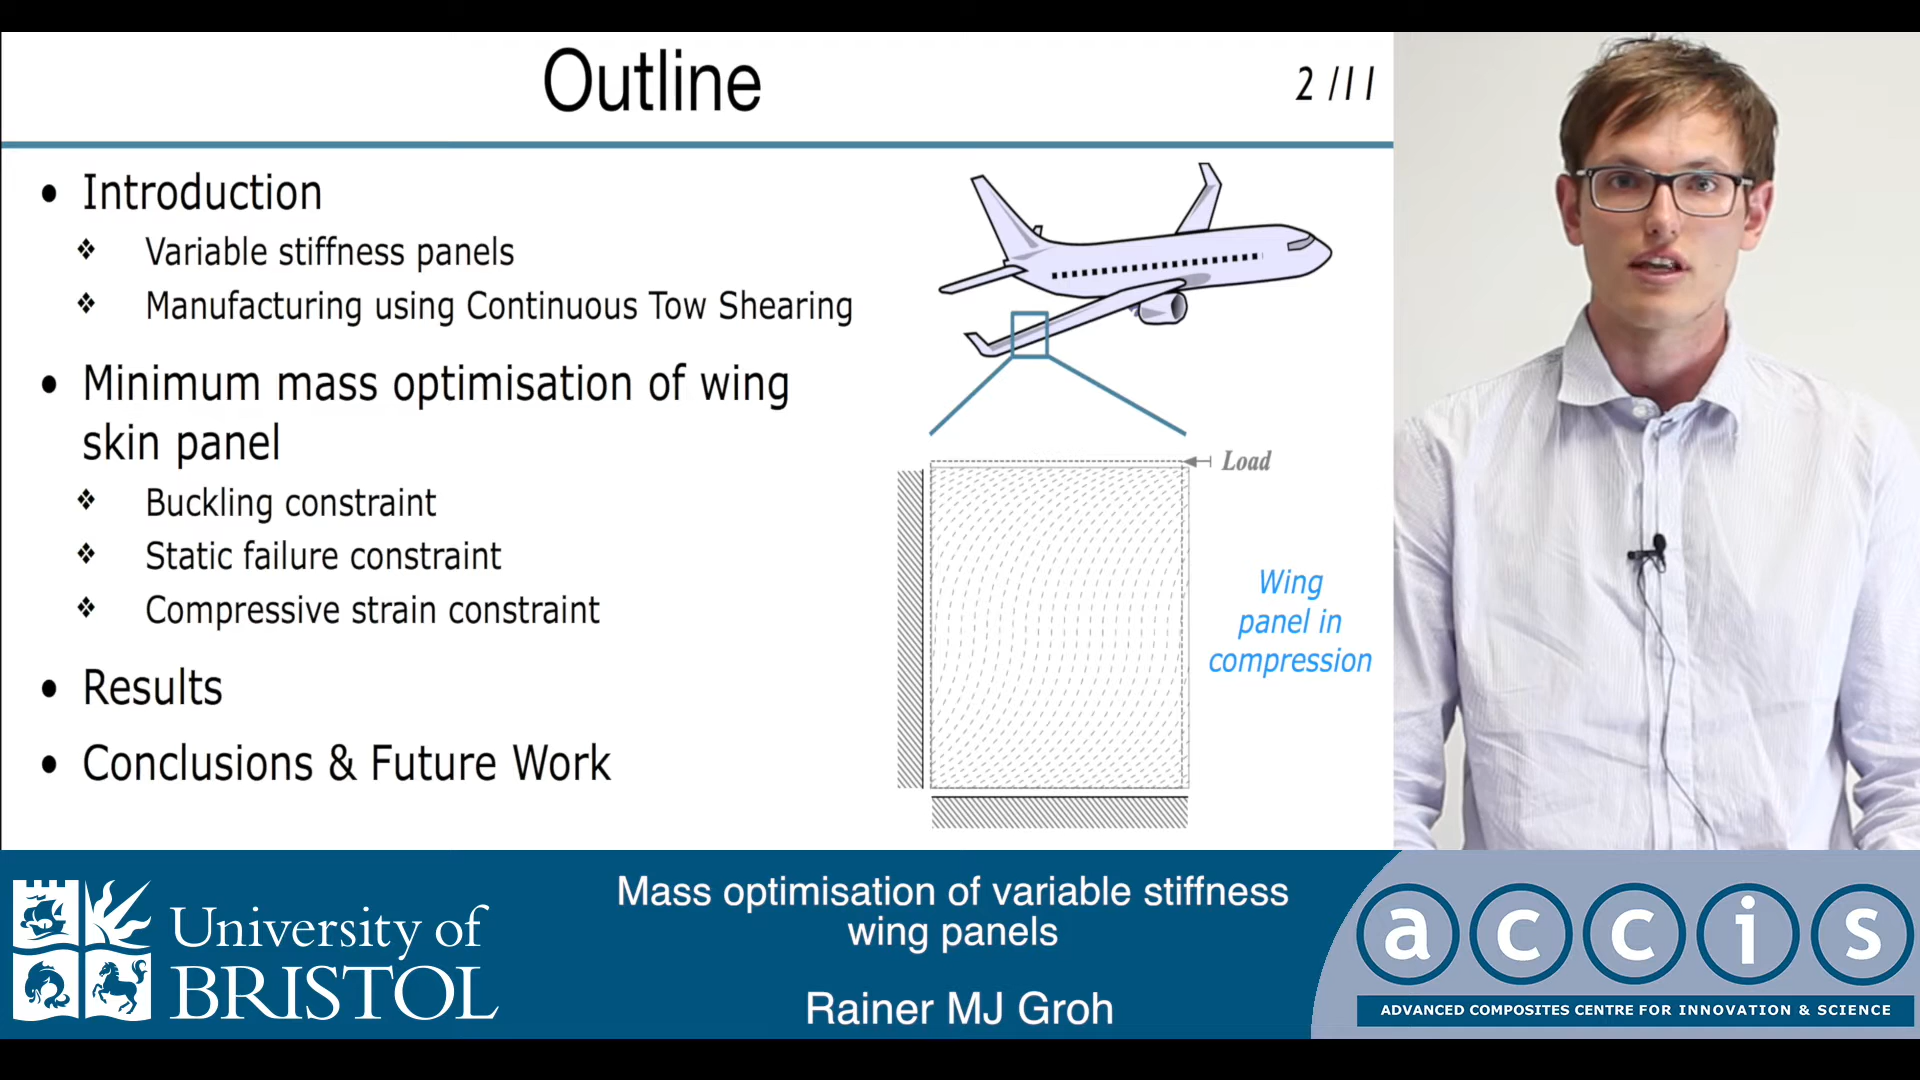 Outline
2 /11
• Introduction
❖ Variable stiffness panels
❖ Manufacturing using Continuous Tow Shearing
• Minimum mass optimisation of wing
skin panel
❖ Buckling constraint
❖ Static failure constraint
❖ Compressive strain constraint
• Results
• Conclusions & Future Work
Load
Wing
panel in
compression
University of
BRISTOL
Mass optimisation of variable stiffness
wing panels
Rainer MJ Groh
accis
ADVANCED COMPOSITES CENTRE FOR INNOVATION & SCIENCE